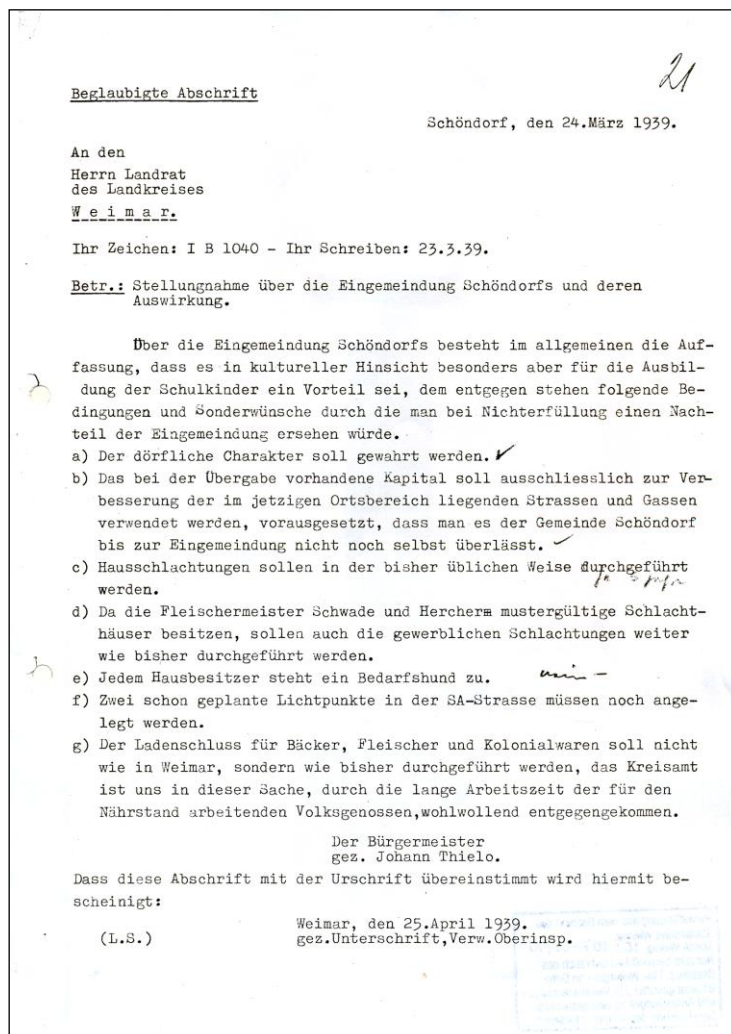 21
Beglaubigte Abschrift
Schöndorf, den 24.März 1939.
An den
Herrn Landrat
des Landkreises
W e i m a r.
Ihr Zeichen: I B 1040 - Ihr Schreiben: 23.3.39.
Betr.: Stellungnahme über die Eingemeindung Schöndorfs und deren
Auswirkung.
Über die Eingemeindung Schöndorfs besteht im allgemeinen die Auf-
fassung, dass es in kultureller Hinsicht besonders aber für die Ausbil-
dung der Schulkinder ein Vorteil sei, dem entgegen stehen folgende Be-
dingungen und Sonderwünsche durch die man bei Nichterfüllung einen Nach-
teil der Eingemeindung ersehen würde.
a) Der dörfliche Charakter soll gewahrt werden.
b) Das bei der Übergabe vorhandene Kapital soll ausschliesslich zur Ver-
besserung der im jetzigen Ortsbereich liegenden Strassen und Gassen
verwendet werden, vorausgesetzt, dass man es der Gemeinde Schöndorf
bis zur Eingemeindung nicht noch selbst überlässt.
c) Hausschlachtungen sollen in der bisher üblichen Weise durchgeführt
werden.
d) Da die Fleischermeister Schwade und Hercherm mustergültige Schlacht-
häuser besitzen, sollen auch die gewerblichen Schlachtungen weiter
wie bisher durchgeführt werden.
e) Jedem Hausbesitzer steht ein Bedarfshund zu. nein -
f) Zwei schon geplante Lichtpunkte in der SA-Strasse müssen noch ange-
legt werden.
g) Der Ladenschluss für Bäcker, Fleischer und Kolonialwaren soll nicht
wie in Weimar, sondern wie bisher durchgeführt werden, das Kreisamt
ist uns in dieser Sache, durch die lange Arbeitszeit der für den
Nährstand arbeitenden Volksgenossen,wohlwollend entgegengekommen.
Der Bürgermeister
gez. Johann Thielo.
Dass diese Abschrift mit der Urschrift übereinstimmt wird hiermit be-
scheinigt:
Weimar, den 25.April 1939.
(L.S.) gez.Unterschrift,Verw.Oberinsp.